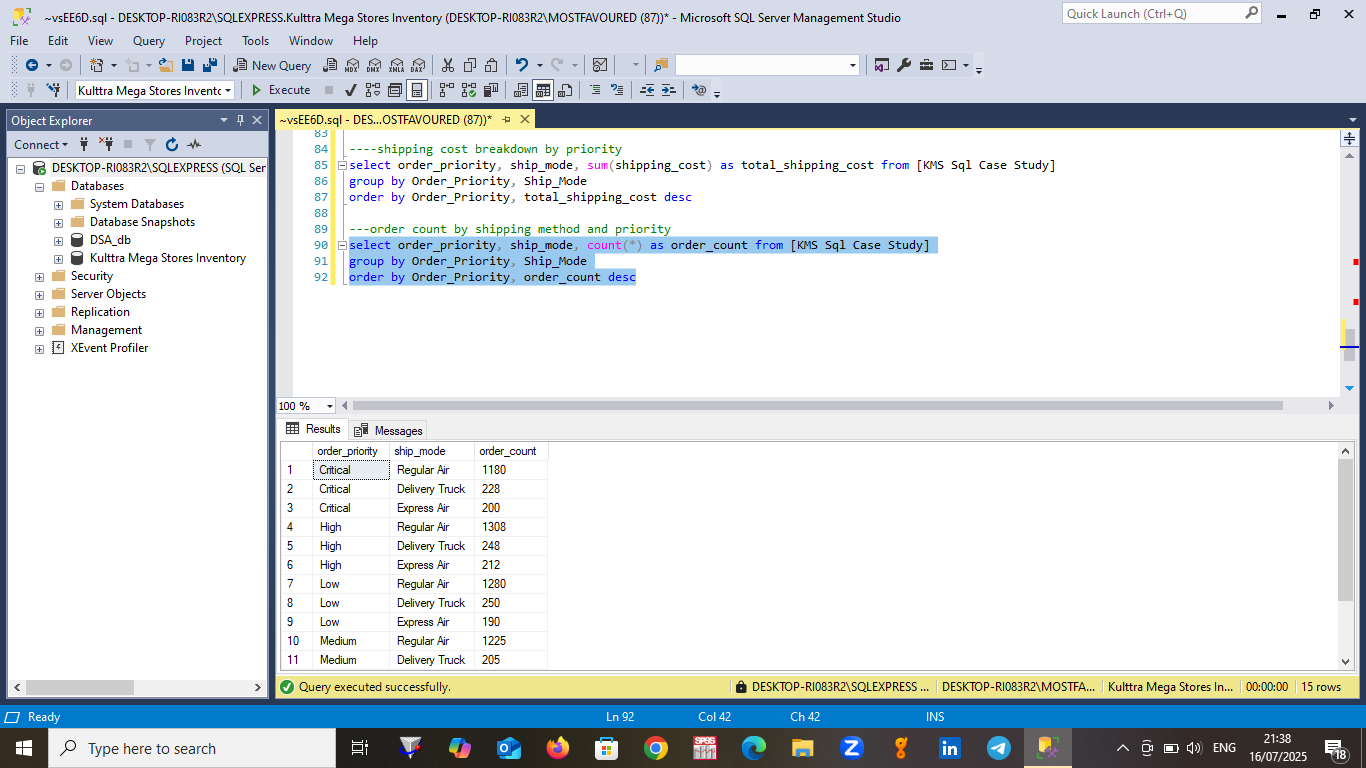 ~vsEE6D.sql - DESKTOP-RI083R2\SQLEXPRESS.Kulttra Mega Stores Inventory (DESKTOP-RI083R2\MOSTFAVOURED (87))* - Microsoft SQL Server Management Studio
Quick Launch (Ctrl+Q)
File Edit View Query Project Tools Window Help
New Query MDX DMX XMLA DAX
Kulttra Mega Stores Invento Execute
Object Explorer
Connect
DESKTOP-RI083R2\SQLEXPRESS (SQL Ser
Databases
System Databases
Database Snapshots
DSA_db
Kulttra Mega Stores Inventory
Security
Server Objects
Replication
Management
XEvent Profiler
~vsEE6D.sql - DES...OSTFAVOURED (87))*
83
84 ----shipping cost breakdown by priority
85 select order_priority, ship_mode, sum(shipping_cost) as total_shipping_cost from [KMS Sql Case Study]
86 group by Order_Priority, Ship_Mode
87 order by Order_Priority, total_shipping_cost desc
88
89 ---order count by shipping method and priority
90 select order_priority, ship_mode, count(*) as order_count from [KMS Sql Case Study]
91 group by Order_Priority, Ship_Mode
92 order by Order_Priority, order_count desc
100 %
Results Messages
order_priority ship_mode order_count
1 Critical Regular Air 1180
2 Critical Delivery Truck 228
3 Critical Express Air 200
4 High Regular Air 1308
5 High Delivery Truck 248
6 High Express Air 212
7 Low Regular Air 1280
8 Low Delivery Truck 250
9 Low Express Air 190
10 Medium Regular Air 1225
11 Medium Delivery Truck 205
Query executed successfully. DESKTOP-RI083R2\SQLEXPRESS ... DESKTOP-RI083R2\MOSTFA... Kulttra Mega Stores In... 00:00:00 15 rows
Ready Ln 92 Col 42 Ch 42 INS
Type here to search
SPSS
ENG
21:38
16/07/2025
18